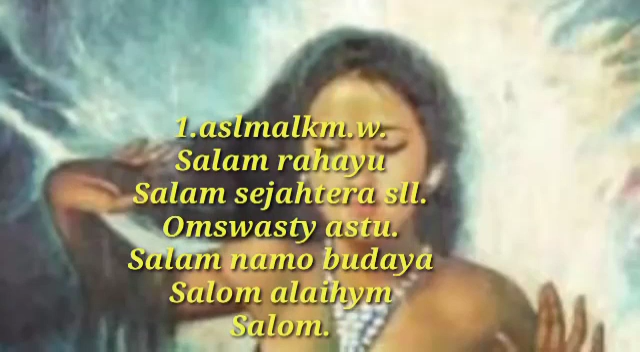 1.aslmalkm.w.
Salam rahayu
Salam sejahtera sll.
Omswasty astu.
Salam namo budaya
Salom alaihym
Salom.